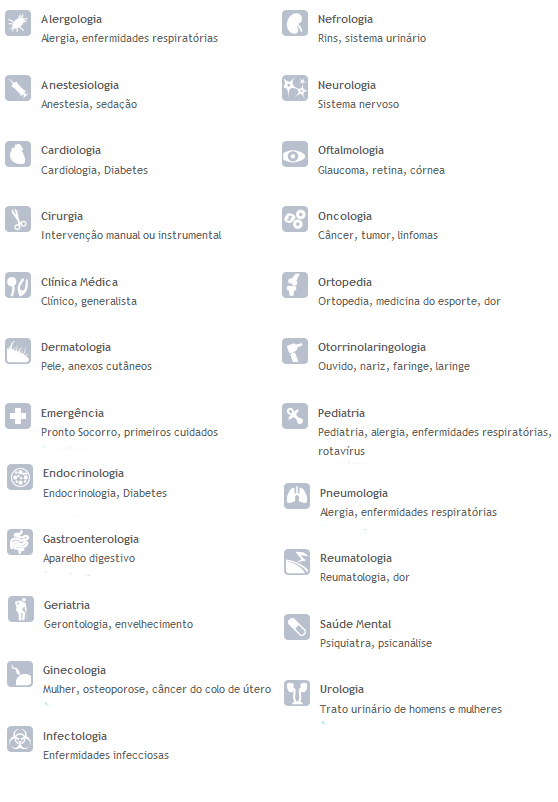 Alergologia
Alergia, enfermidades respiratórias
Anestesiologia
Anestesia, sedação
Cardiologia
Cardiologia, Diabetes
Cirurgia
Intervenção manual ou instrumental
Clínica Médica
Clínico, generalista
Dermatologia
Pele, anexos cutâneos
Emergência
Pronto Socorro, primeiros cuidados
Endocrinologia
Endocrinologia, Diabetes
Gastroenterologia
Aparelho digestivo
Geriatria
Gerontologia, envelhecimento
Ginecologia
Mulher, osteoporose, câncer do colo de útero
Infectologia
Enfermidades infecciosas
Nefrologia
Rins, sistema urinário
Neurologia
Sistema nervoso
Oftalmologia
Glaucoma, retina, córnea
Oncologia
Câncer, tumor, linfomas
Ortopedia
Ortopedia, medicina do esporte, dor
Otorrinolaringologia
Ouvido, nariz, faringe, laringe
Pediatria
Pediatria, alergia, enfermidades respiratórias,
rotavírus
Pneumologia
Alergia, enfermidades respiratórias
Reumatologia
Reumatologia, dor
Saúde Mental
Psiquiatra, psicanálise
Urologia
Trato urinário de homens e mulheres